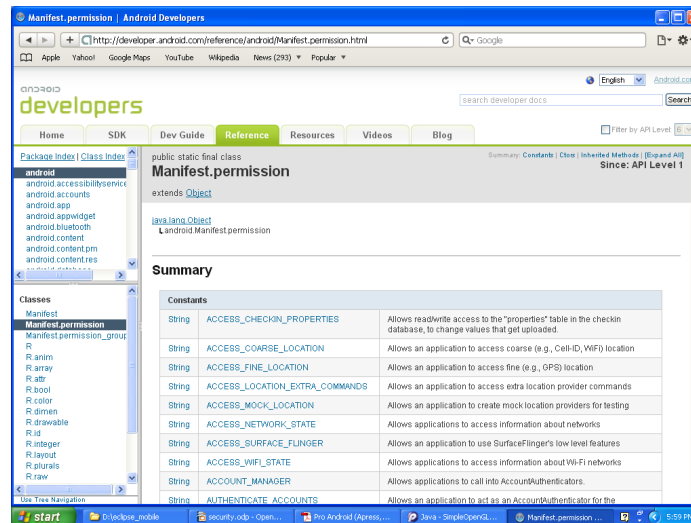 Manifest.permission | Android Developers
http://developer.android.com/reference/android/Manifest.permission.html
Google
Apple Yahoo! Google Maps YouTube Wikipedia News (293) Popular
English
Android.com
android
developers
search developer docs
Search
Home SDK Dev Guide Reference Resources Videos Blog
Filter by API Level: 6
Package Index | Class Index
android
android.accessibilityservice
android.accounts
android.app
android.appwidget
android.bluetooth
android.content
android.content.pm
android.content.res
android.database
Classes
Manifest
Manifest.permission
Manifest.permission_group
R
R.anim
R.array
R.attr
R.bool
R.color
R.dimen
R.drawable
R.id
R.integer
R.layout
R.plurals
R.raw
Use Tree Navigation
public static final class
Summary: Constants | Ctors | Inherited Methods | [Expand All]
Manifest.permission
Since: API Level 1
extends Object
java.lang.Object
android.Manifest.permission
Summary
Constants
String ACCESS_CHECKIN_PROPERTIES Allows read/write access to the "properties" table in the checkin
database, to change values that get uploaded.
String ACCESS_COARSE_LOCATION Allows an application to access coarse (e.g., Cell-ID, WiFi) location
String ACCESS_FINE_LOCATION Allows an application to access fine (e.g., GPS) location
String ACCESS_LOCATION_EXTRA_COMMANDS Allows an application to access extra location provider commands
String ACCESS_MOCK_LOCATION Allows an application to create mock location providers for testing
String ACCESS_NETWORK_STATE Allows applications to access information about networks
String ACCESS_SURFACE_FLINGER Allows an application to use SurfaceFlinger's low level features
String ACCESS_WIFI_STATE Allows applications to access information about Wi-Fi networks
String ACCOUNT_MANAGER Allows applications to call into AccountAuthenticators.
String AUTHENTICATE_ACCOUNTS Allows an application to act as an AccountAuthenticator for the
start D:\eclipse_mobile security.odp - Open... Pro Android (Apress,... Java - SimpleOpenGL... Manifest.permission ... 5:59 PM